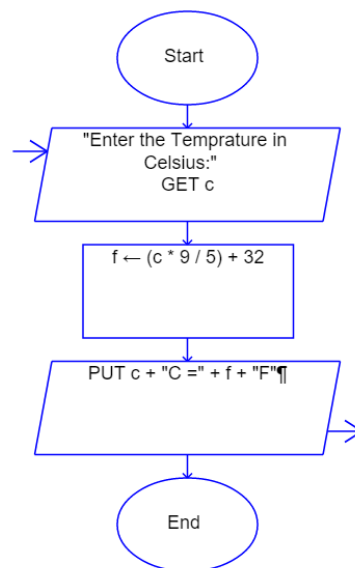 Start
"Enter the Temprature in
Celsius:"
GET c
f ← (c * 9 / 5) + 32
PUT c + "C =" + f + "F"¶
End